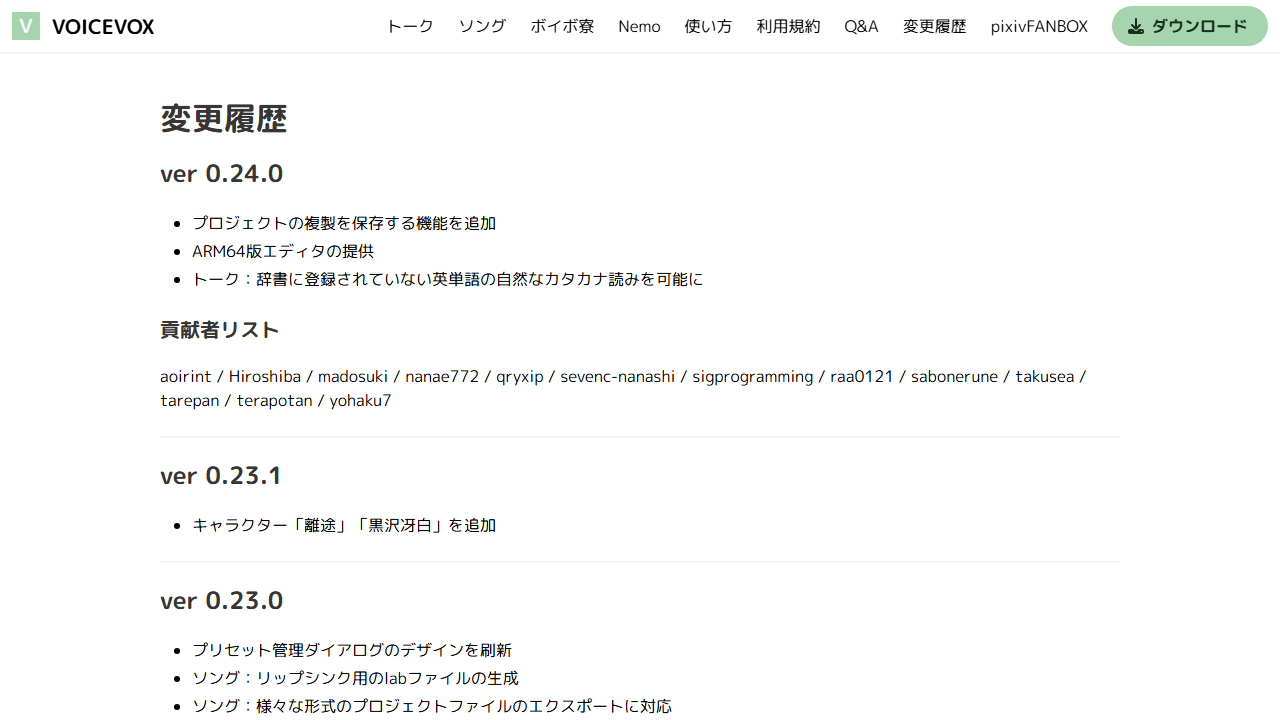 V VOICEVOX トーク ソング ボイボ寮 Nemo 使い方 利用規約 Q&A 変更履歴 pixivFANBOX ダウンロード
変更履歴
ver 0.24.0
• プロジェクトの複製を保存する機能を追加
• ARM64版エディタの提供
• トーク：辞書に登録されていない英単語の自然なカタカナ読みを可能に
貢献者リスト
aoirint / Hiroshiba / madosuki / nanae772 / qryxip / sevenc-nanashi / sigprogramming / raa0121 / sabonerune / takusea /
tarepan / terapotan / yohaku7
ver 0.23.1
• キャラクター「離途」「黒沢冴白」を追加
ver 0.23.0
• プリセット管理ダイアログのデザインを刷新
• ソング：リップシンク用のlabファイルの生成
• ソング：様々な形式のプロジェクトファイルのエクスポートに対応